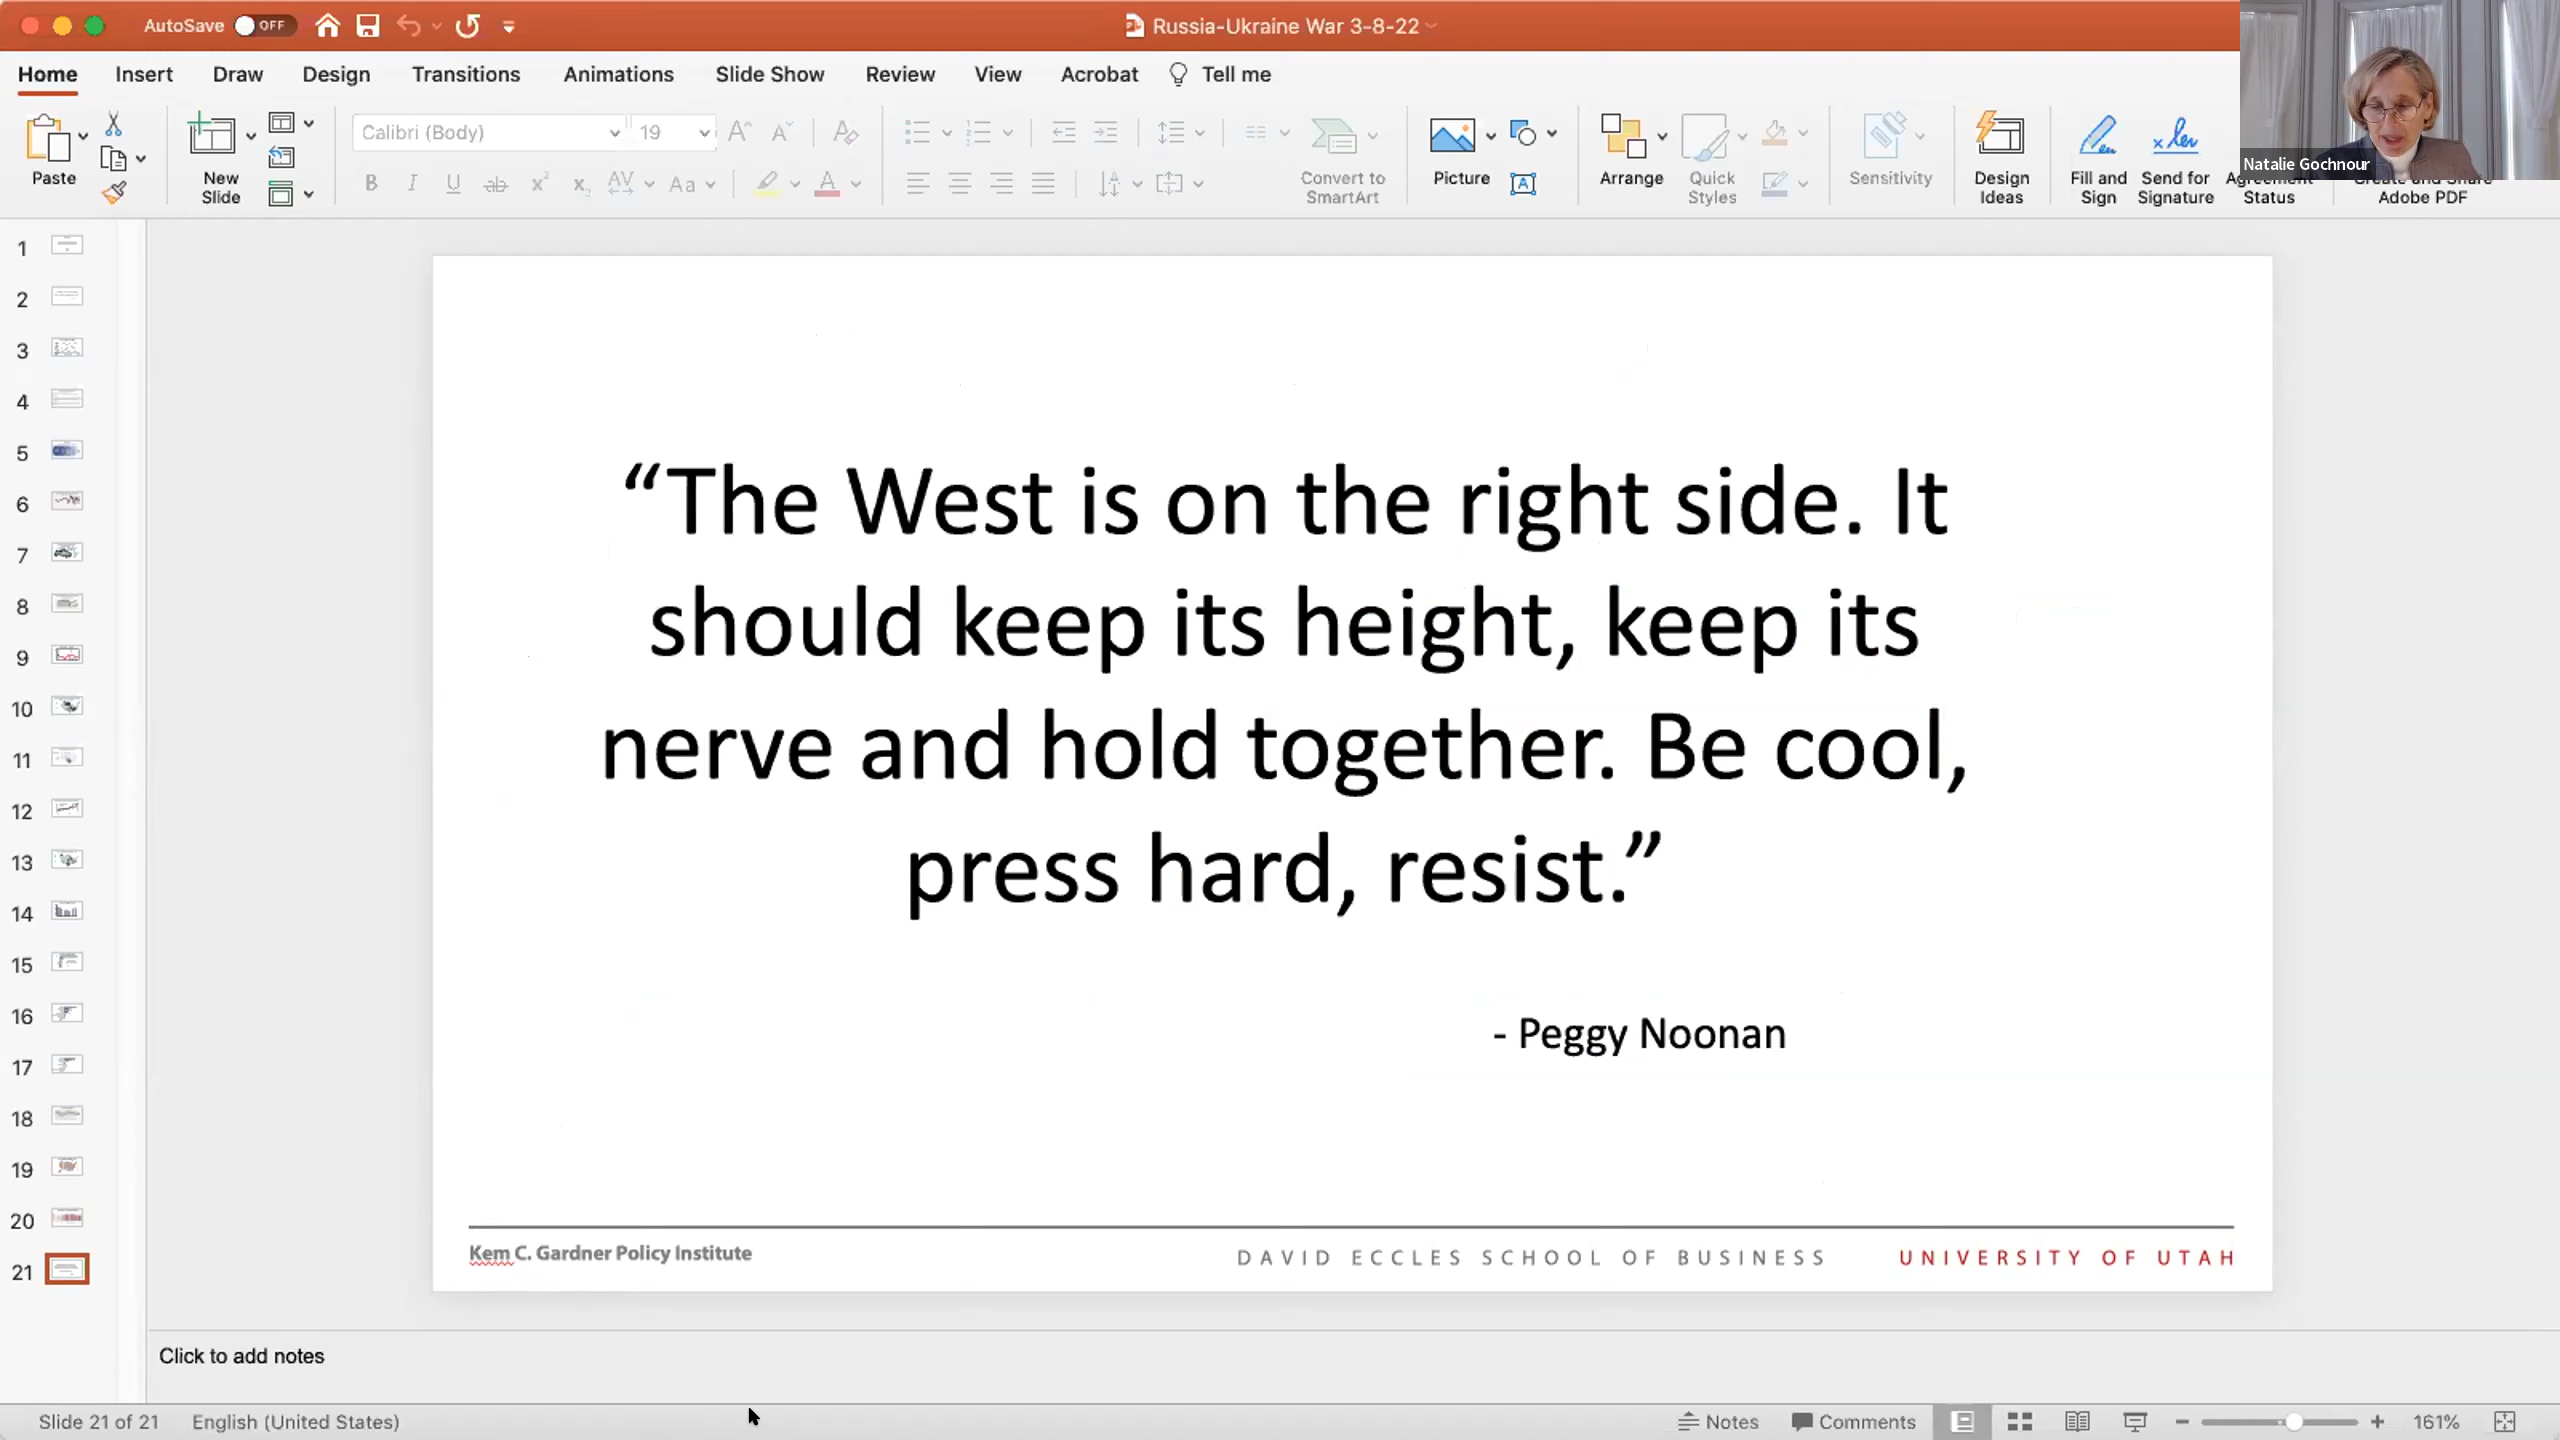 AutoSave OFF
Russia-Ukraine War 3-8-22
Home Insert Draw Design Transitions Animations Slide Show Review View Acrobat Tell me
Calibri (Body) 19
Paste
New
Slide
Convert to
SmartArt
Picture
Arrange
Quick
Styles
Sensitivity
Design
Ideas
Fill and
Sign
Send for
Signature
Agreement
Status
Create and Share
Adobe PDF
Natalie Gochnour
1
2
3
4
5
6
7
8
9
10
11
12
13
14
15
16
17
18
19
20
21
“The West is on the right side. It
should keep its height, keep its
nerve and hold together. Be cool,
press hard, resist.”
- Peggy Noonan
Kem C. Gardner Policy Institute
DAVID ECCLES SCHOOL OF BUSINESS UNIVERSITY OF UTAH
Click to add notes
Slide 21 of 21 English (United States) Notes Comments 161%